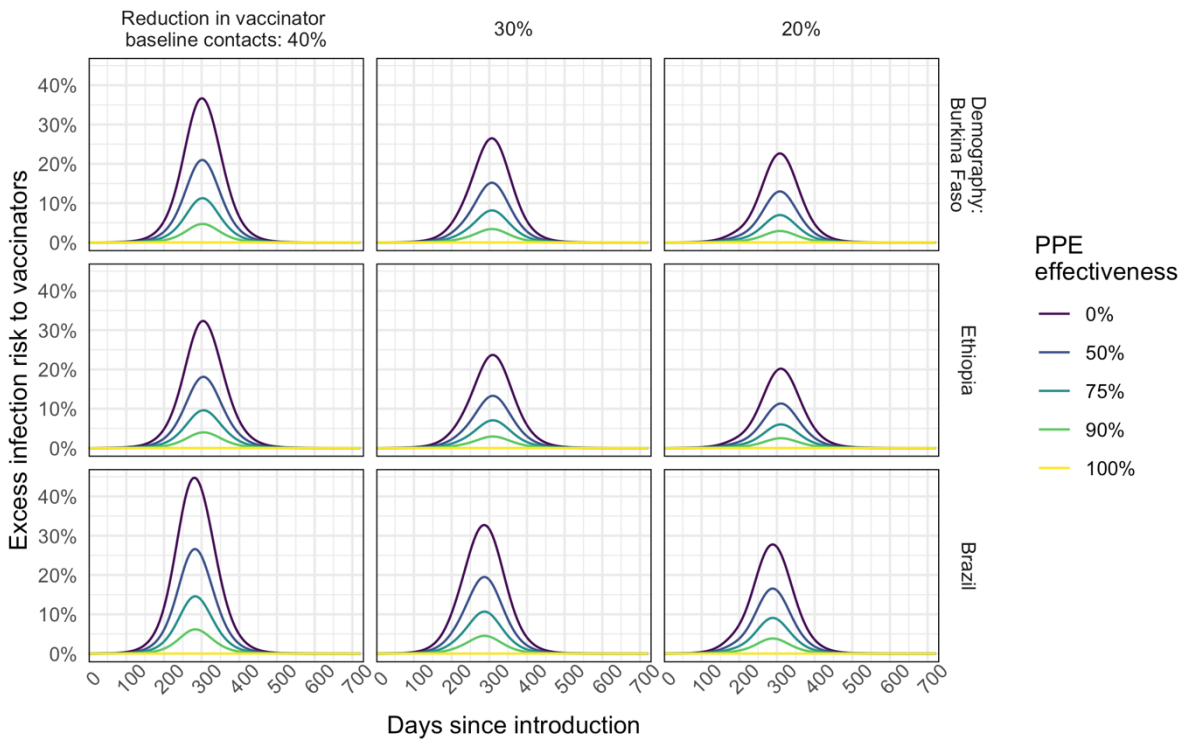 Reduction in vaccinator
baseline contacts: 40%
30%
20%
Excess infection risk to vaccinators
40%
30%
20%
10%
0%
Demography:
Burkina Faso
40%
30%
20%
10%
0%
Ethiopia
40%
30%
20%
10%
0%
Brazil
0 100 200 300 400 500 600 700
0 100 200 300 400 500 600 700
0 100 200 300 400 500 600 700
Days since introduction
PPE
effectiveness
0%
50%
75%
90%
100%